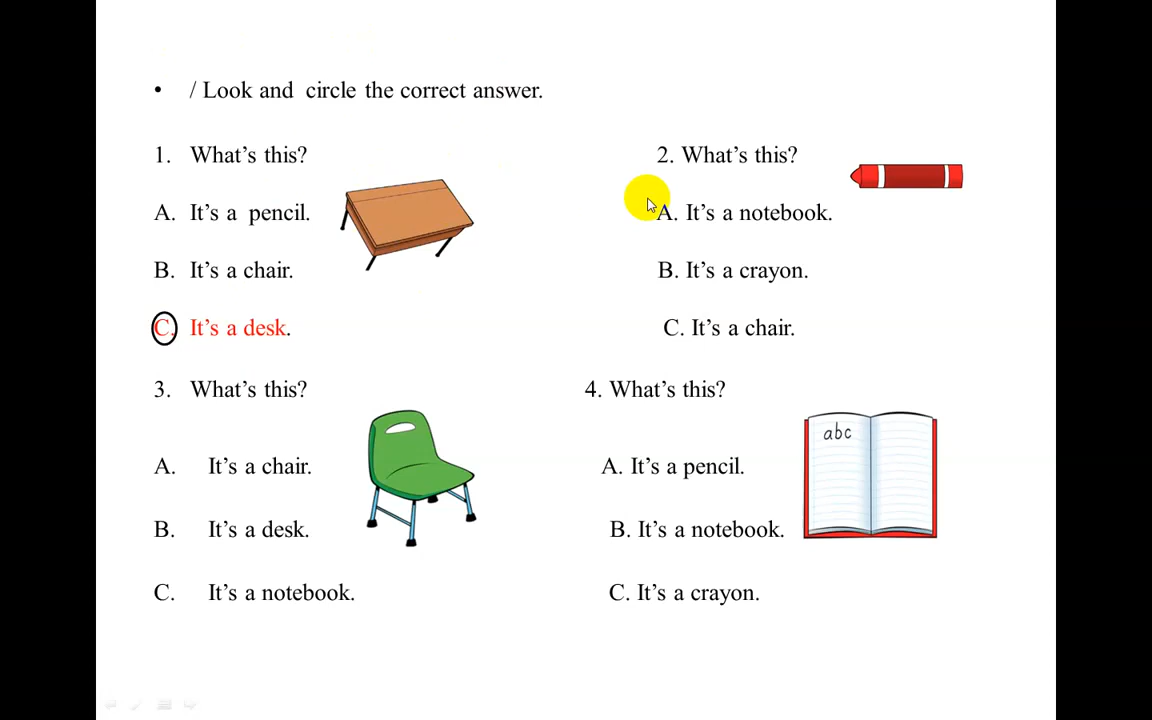 • / Look and circle the correct answer.
1. What's this?
A. It's a pencil.
B. It's a chair.
C. It's a desk.
2. What's this?
A. It's a notebook.
B. It's a crayon.
C. It's a chair.
3. What's this?
A. It's a chair.
B. It's a desk.
C. It's a notebook.
4. What's this?
abc
A. It's a pencil.
B. It's a notebook.
C. It's a crayon.